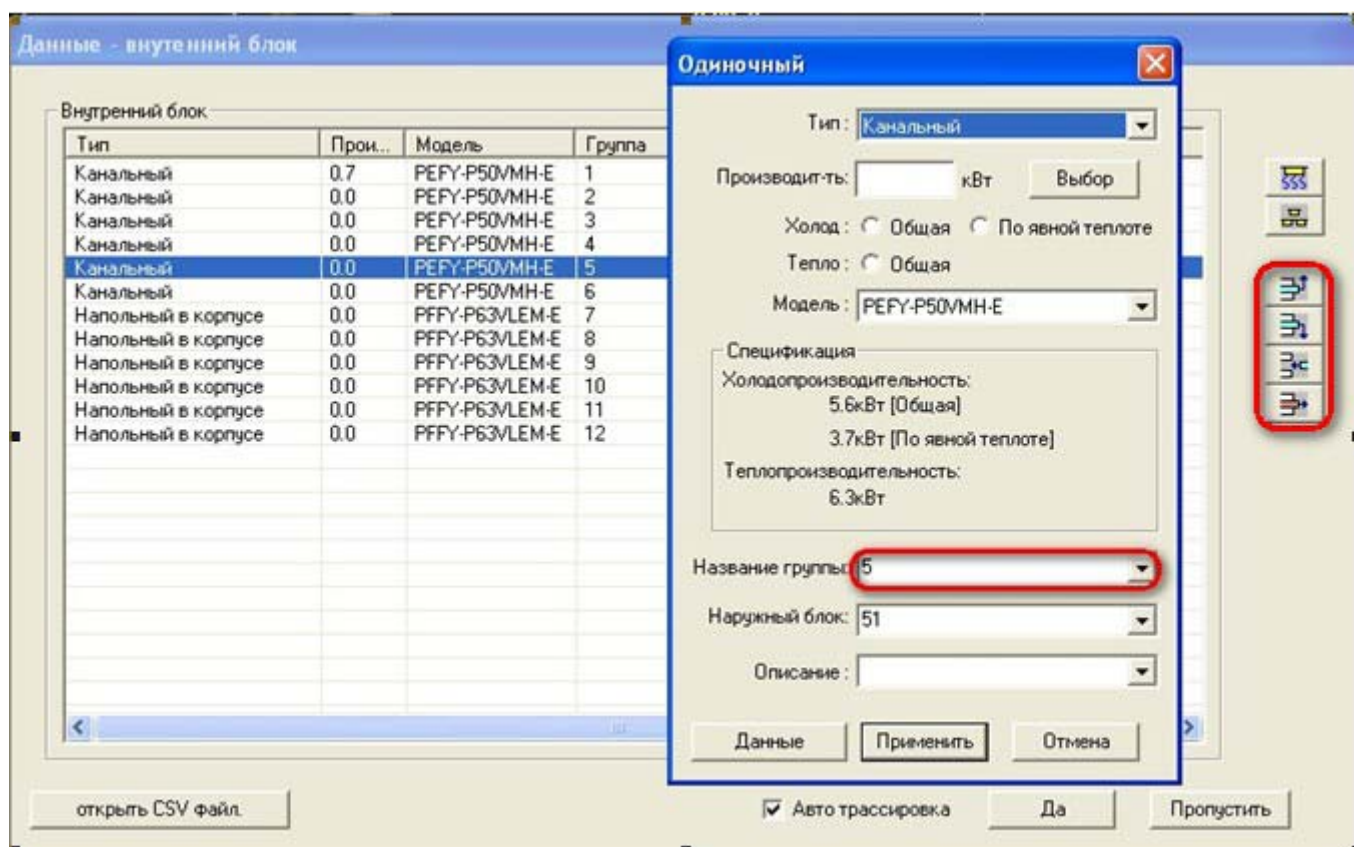 Данные - внутенний блок
Внутренний блок
Тип Прои... Модель Группа
Канальный 0.7 PEFY-P50VMH-E 1
Канальный 0.0 PEFY-P50VMH-E 2
Канальный 0.0 PEFY-P50VMH-E 3
Канальный 0.0 PEFY-P50VMH-E 4
Канальный 0.0 PEFY-P50VMH-E 5
Канальный 0.0 PEFY-P50VMH-E 6
Напольный в корпусе 0.0 PFFY-P63VLEM-E 7
Напольный в корпусе 0.0 PFFY-P63VLEM-E 8
Напольный в корпусе 0.0 PFFY-P63VLEM-E 9
Напольный в корпусе 0.0 PFFY-P63VLEM-E 10
Напольный в корпусе 0.0 PFFY-P63VLEM-E 11
Напольный в корпусе 0.0 PFFY-P63VLEM-E 12
Одиночный
Тип : Канальный
Производит-ть: кВт Выбор
Холод : Общая По явной теплоте
Тепло : Общая
Модель : PEFY-P50VMH-E
Спецификация
Холодопроизводительность:
5.6кВт [Общая]
3.7кВт [По явной теплоте]
Теплопроизводительность:
6.3кВт
Название группы: 5
Наружный блок: 51
Описание :
Данные Применить Отмена
открыть CSV файл. Авто трассировка Да Пропустить